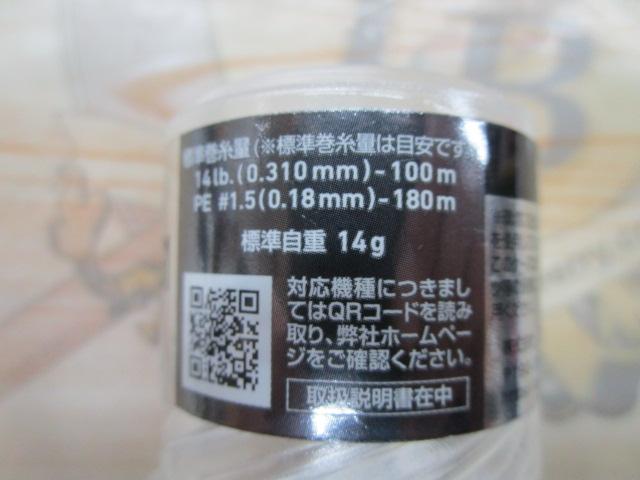 標準巻糸量(※標準巻糸量は目安です
14lb.(0.310mm)-100m
PE #1.5(0.18mm)-180m
標準自重 14g
対応機種につきまし
てはQRコードを読み
取り、弊社ホームペー
ジをご確認ください。
取扱説明書在中